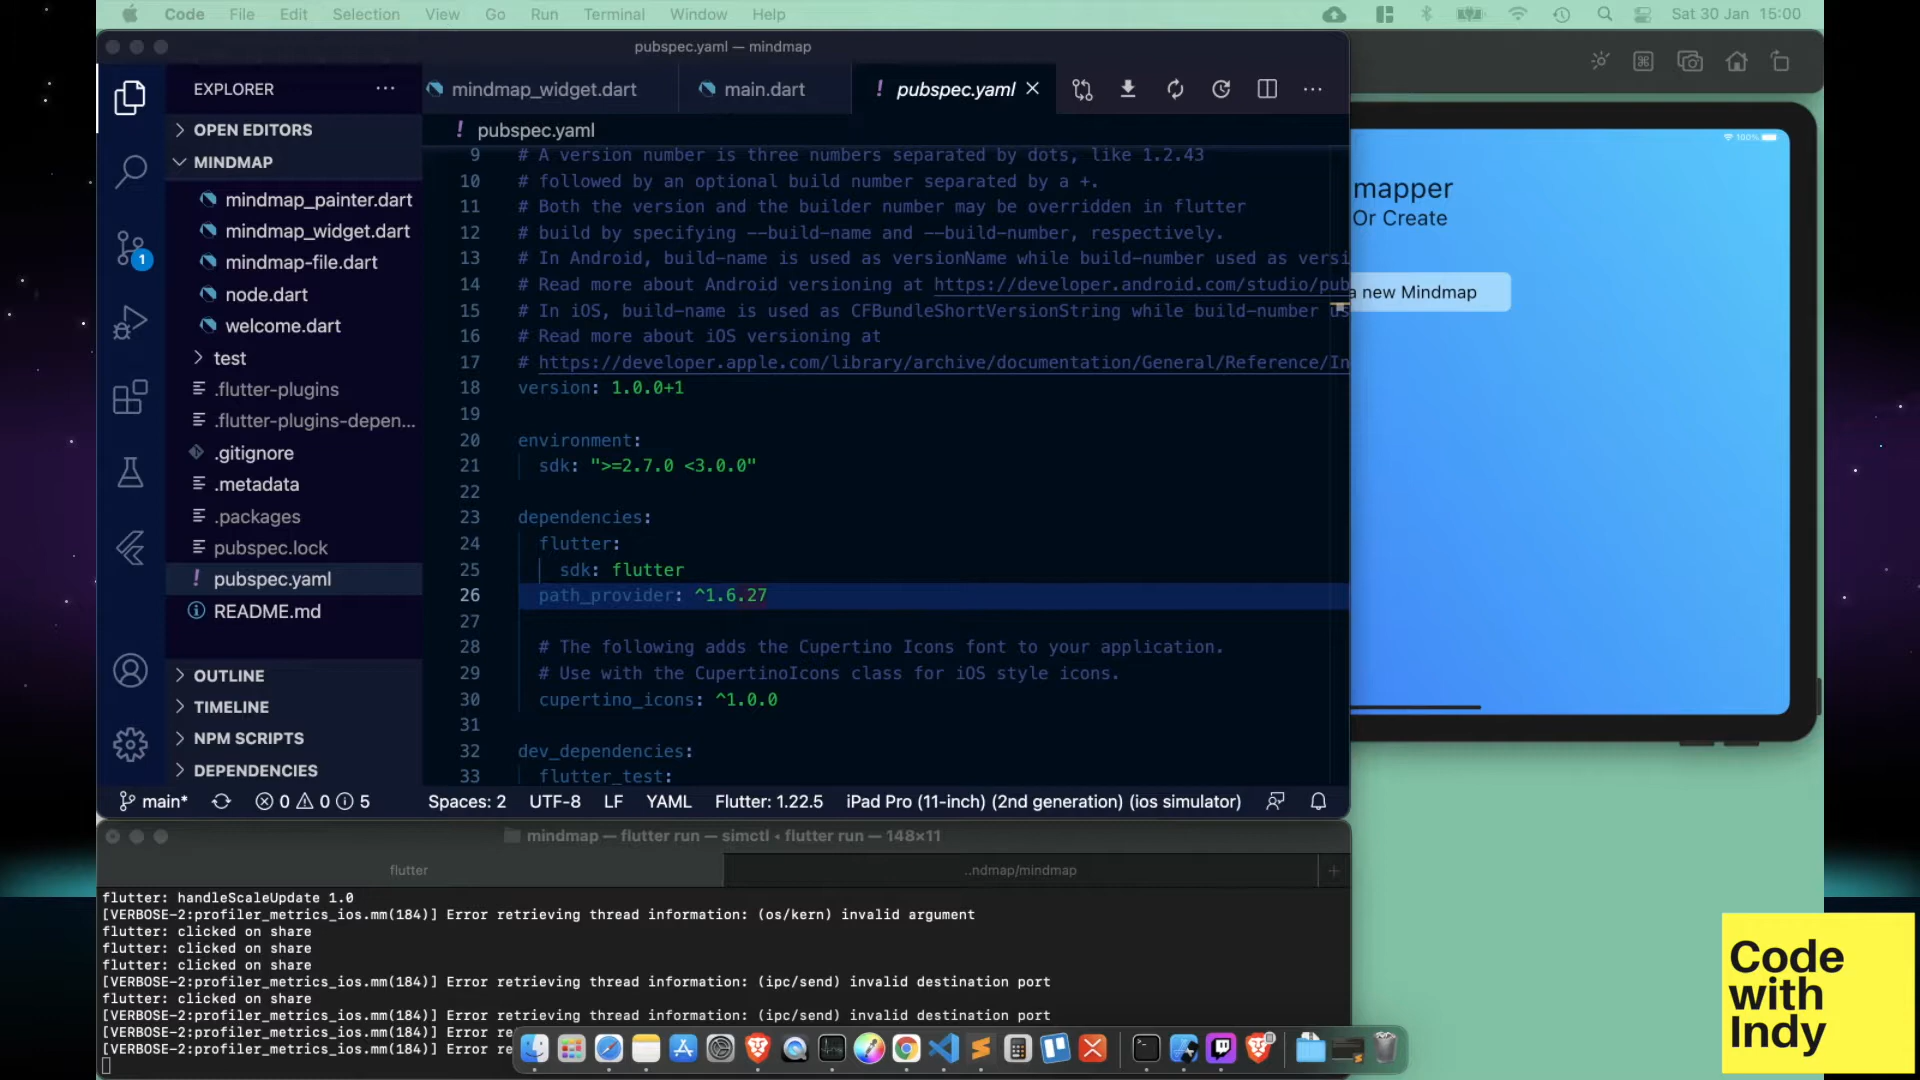 Code File Edit Selection View Go Run Terminal Window Help Sat 30 Jan 15:00
pubspec.yaml — mindmap
EXPLORER
mindmap_widget.dart main.dart ! pubspec.yaml
OPEN EDITORS
MINDMAP
mindmap_painter.dart
mindmap_widget.dart
mindmap-file.dart
node.dart
welcome.dart
test
.flutter-plugins
.flutter-plugins-depen...
.gitignore
.metadata
.packages
pubspec.lock
! pubspec.yaml
README.md
OUTLINE
TIMELINE
NPM SCRIPTS
DEPENDENCIES
1
! pubspec.yaml
9 # A version number is three numbers separated by dots, like 1.2.43
10 # followed by an optional build number separated by a +.
11 # Both the version and the builder number may be overridden in flutter
12 # build by specifying --build-name and --build-number, respectively.
13 # In Android, build-name is used as versionName while build-number used as versi
14 # Read more about Android versioning at https://developer.android.com/studio/pub
15 # In iOS, build-name is used as CFBundleShortVersionString while build-number us
16 # Read more about iOS versioning at
17 # https://developer.apple.com/library/archive/documentation/General/Reference/In
18 version: 1.0.0+1
19
20 environment:
21 sdk: ">=2.7.0 <3.0.0"
22
23 dependencies:
24 flutter:
25 sdk: flutter
26 path_provider: ^1.6.27
27
28 # The following adds the Cupertino Icons font to your application.
29 # Use with the CupertinoIcons class for iOS style icons.
30 cupertino_icons: ^1.0.0
31
32 dev_dependencies:
33 flutter_test:
main* 0 0 5 Spaces: 2 UTF-8 LF YAML Flutter: 1.22.5 iPad Pro (11-inch) (2nd generation) (ios simulator)
100%
mapper
Or Create
a new Mindmap
mindmap — flutter run — simctl ◂ flutter run — 148×11
flutter ..ndmap/mindmap +
flutter: handleScaleUpdate 1.0
[VERBOSE-2:profiler_metrics_ios.mm(184)] Error retrieving thread information: (os/kern) invalid argument
flutter: clicked on share
flutter: clicked on share
flutter: clicked on share
[VERBOSE-2:profiler_metrics_ios.mm(184)] Error retrieving thread information: (ipc/send) invalid destination port
flutter: clicked on share
[VERBOSE-2:profiler_metrics_ios.mm(184)] Error retrieving thread information: (ipc/send) invalid destination port
[VERBOSE-2:profiler_metrics_ios.mm(184)] Error re
[VERBOSE-2:profiler_metrics_ios.mm(184)] Error re
Code
with
Indy